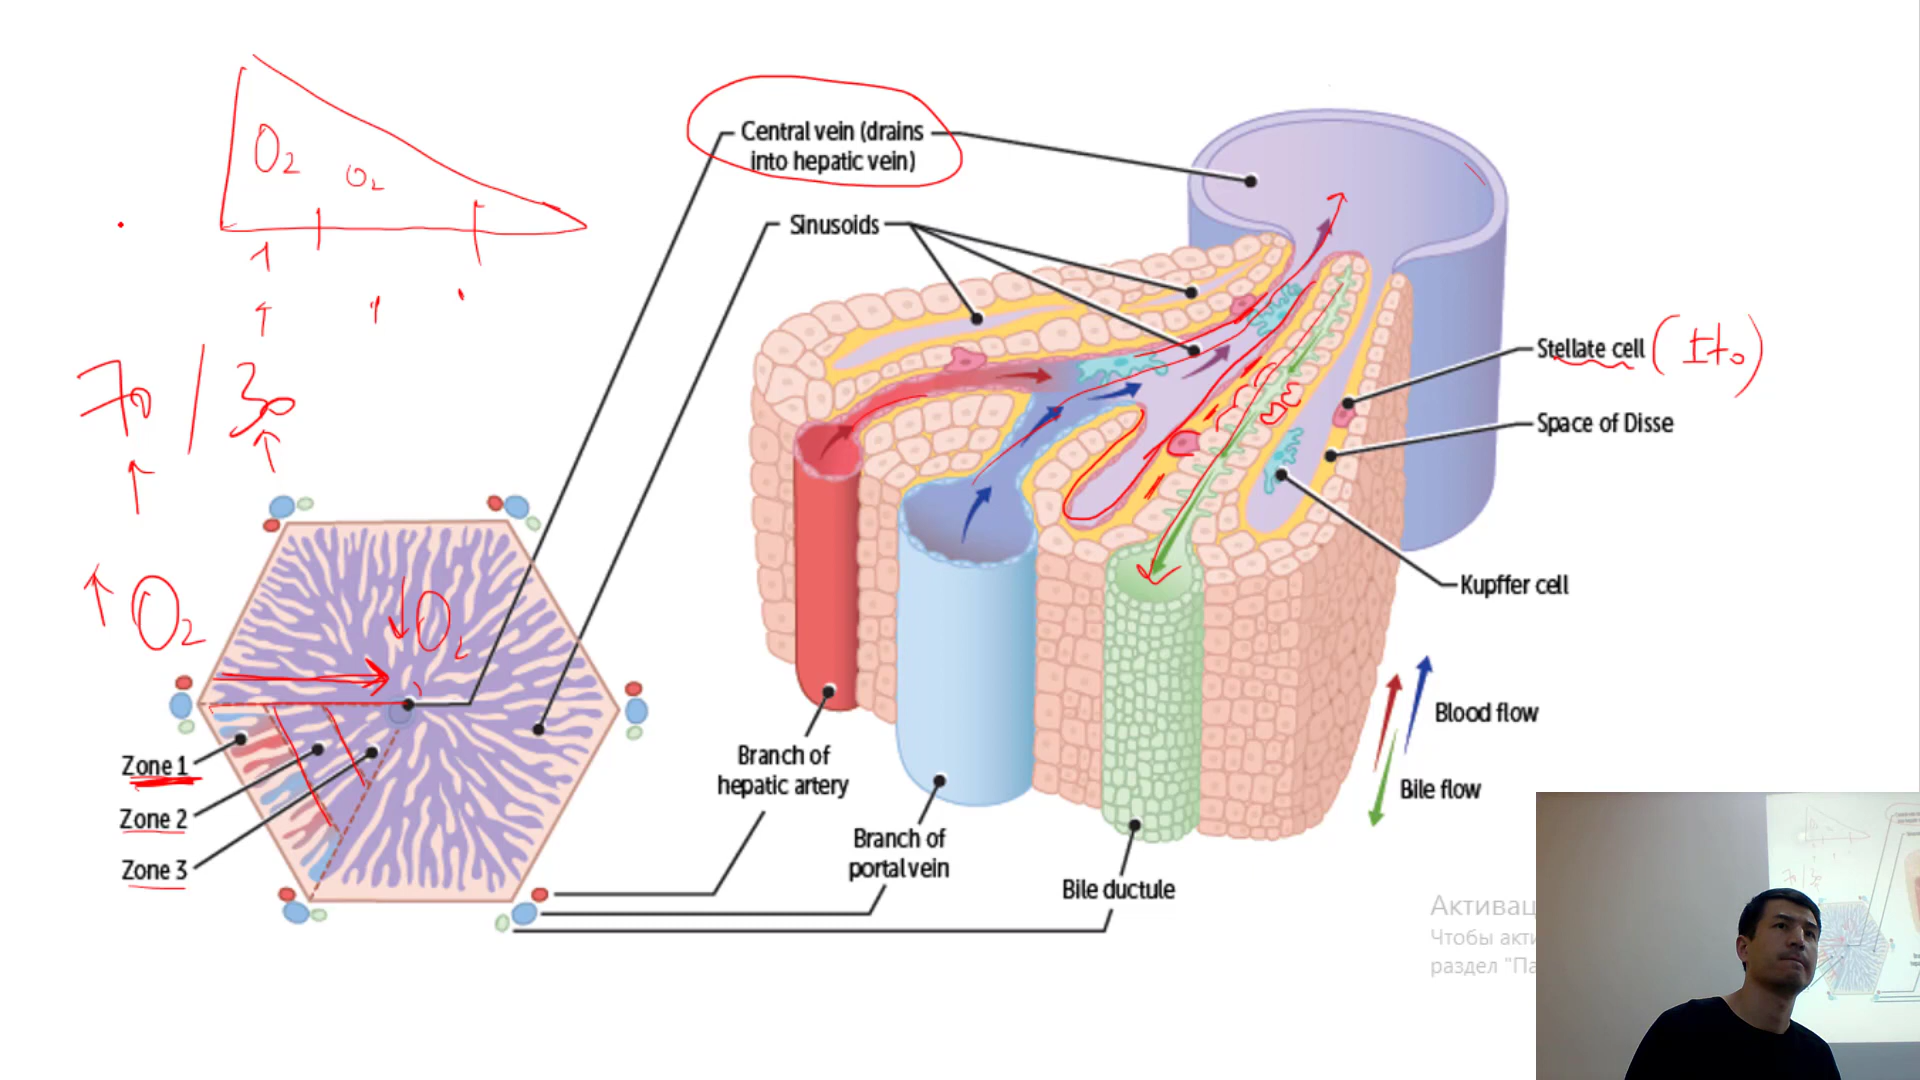 O₂
O₂
70 / 30
↑ O₂
↓ O₂
Central vein (drains
into hepatic vein)
Sinusoids
Stellate cell (Ito)
Space of Disse
Kupffer cell
Zone 1
Zone 2
Zone 3
Branch of
hepatic artery
Branch of
portal vein
Bile ductule
Blood flow
Bile flow
Активац
Чтобы акти
раздел "Па